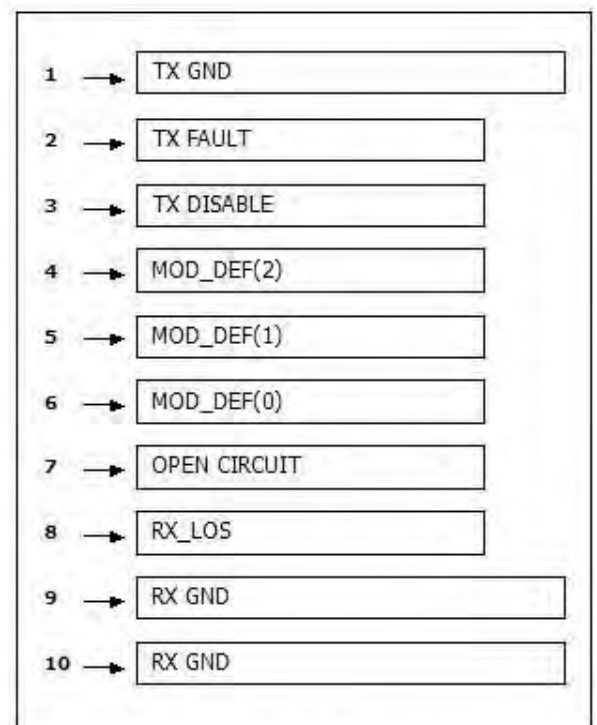 1 TX GND
2 TX FAULT
3 TX DISABLE
4 MOD_DEF(2)
5 MOD_DEF(1)
6 MOD_DEF(0)
7 OPEN CIRCUIT
8 RX_LOS
9 RX GND
10 RX GND